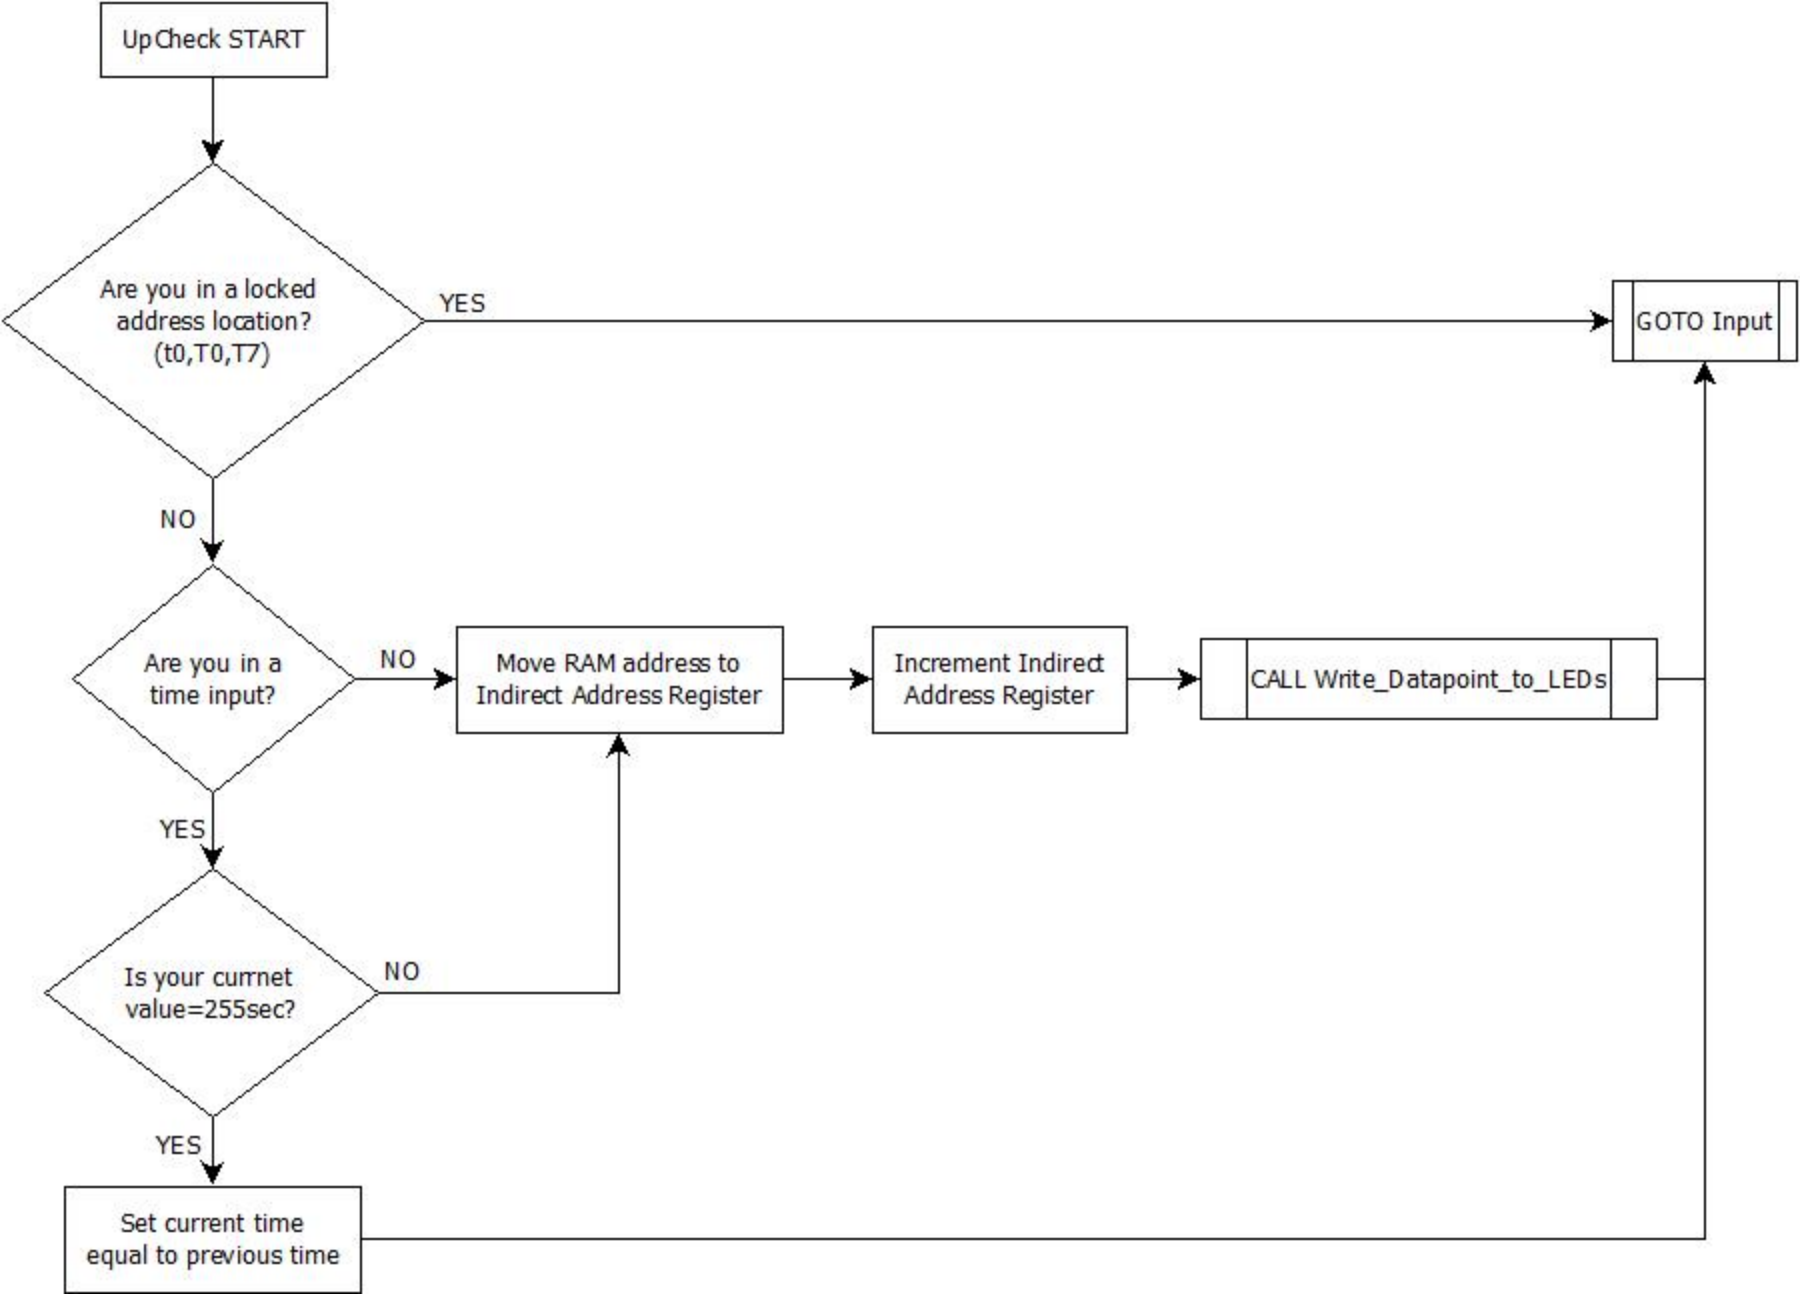 UpCheck START
Are you in a locked
address location?
(t0,T0,T7)
YES
GOTO Input
NO
Are you in a
time input?
NO
Move RAM address to
Indirect Address Register
Increment Indirect
Address Register
CALL Write_Datapoint_to_LEDs
YES
Is your currnet
value=255sec?
NO
YES
Set current time
equal to previous time